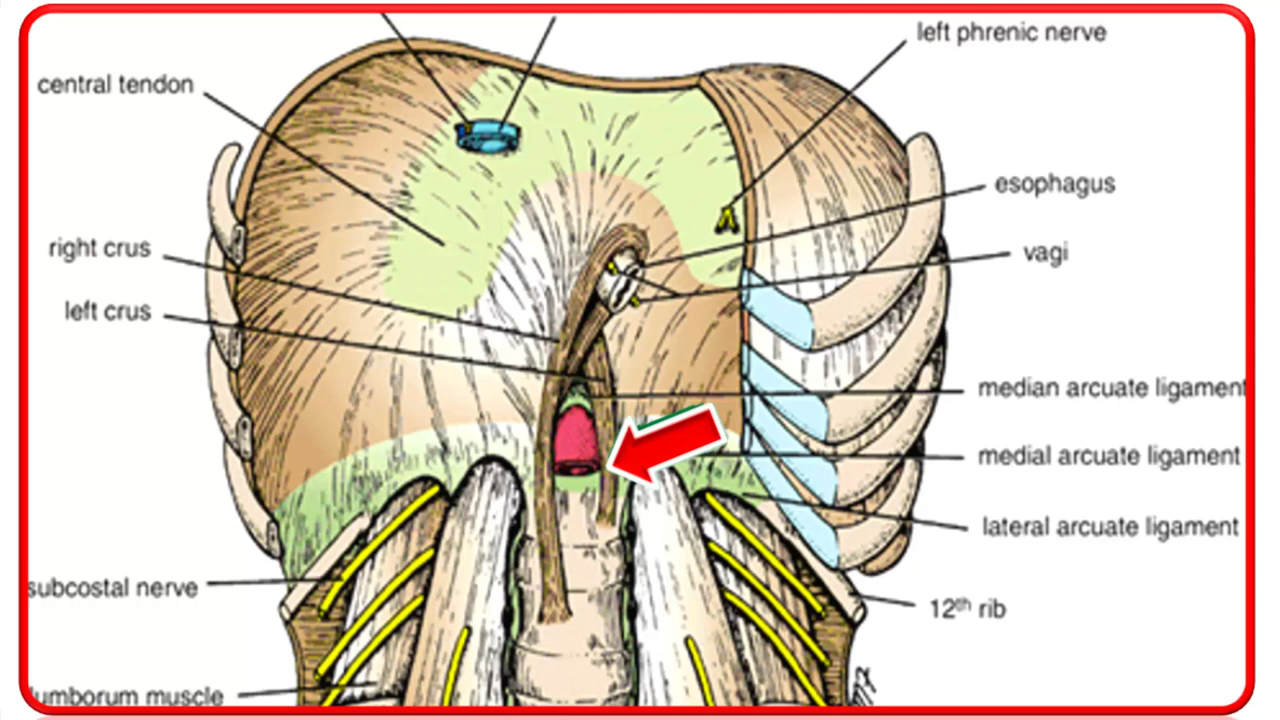 left phrenic nerve
central tendon
esophagus
right crus
vagi
left crus
median arcuate ligament
medial arcuate ligament
lateral arcuate ligament
subcostal nerve
12th rib
lumborum muscle